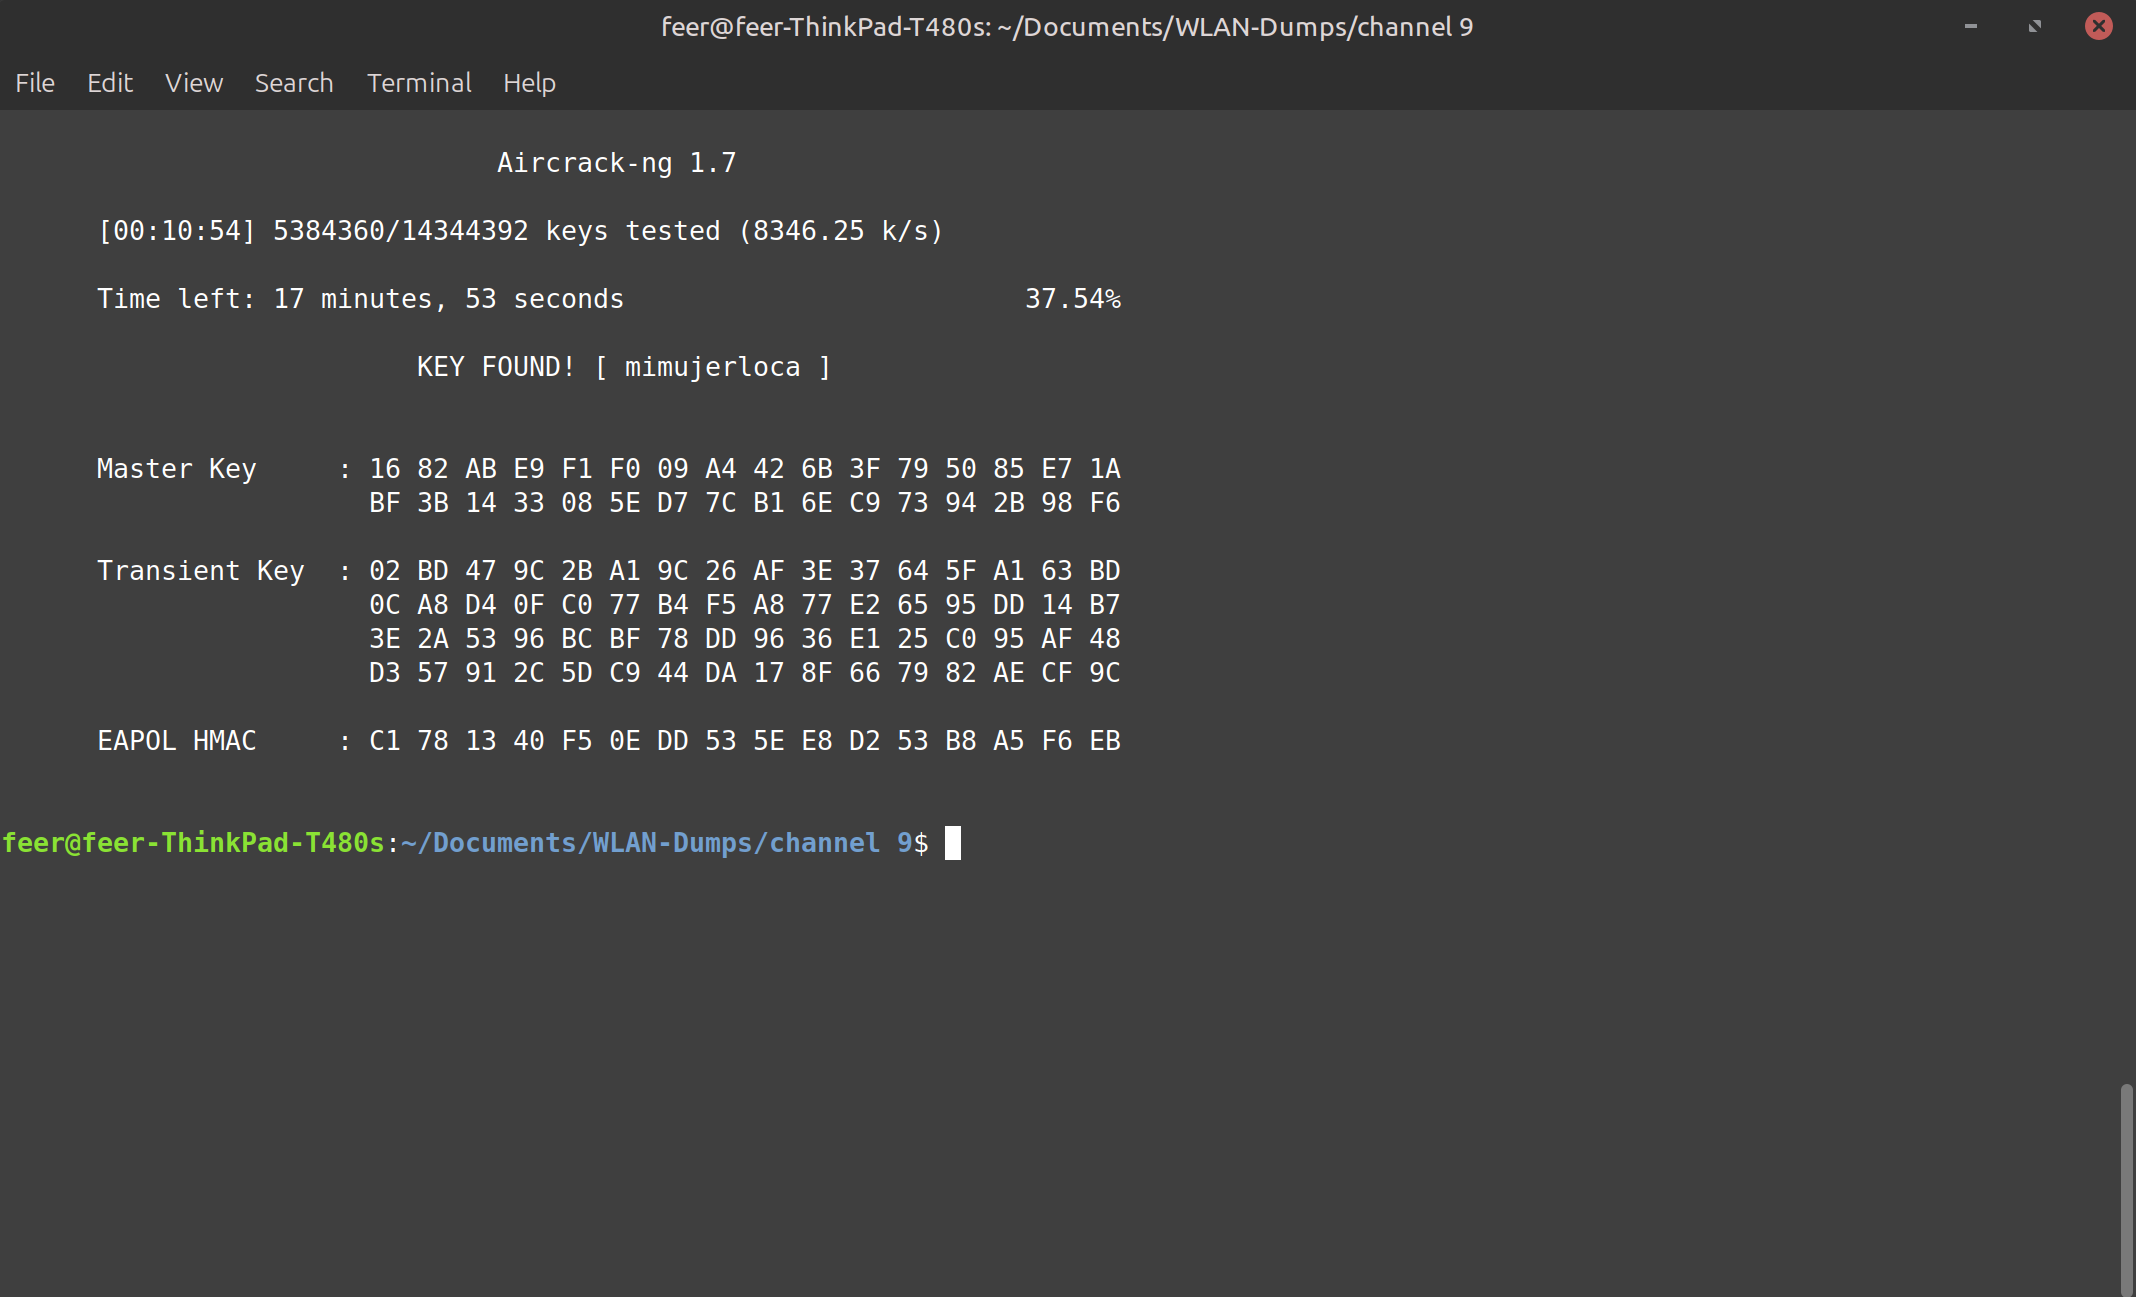 feer@feer-ThinkPad-T480s: ~/Documents/WLAN-Dumps/channel 9
File Edit View Search Terminal Help
Aircrack-ng 1.7
[00:10:54] 5384360/14344392 keys tested (8346.25 k/s)
Time left: 17 minutes, 53 seconds 37.54%
KEY FOUND! [ mimujerloca ]
Master Key : 16 82 AB E9 F1 F0 09 A4 42 6B 3F 79 50 85 E7 1A
BF 3B 14 33 08 5E D7 7C B1 6E C9 73 94 2B 98 F6
Transient Key : 02 BD 47 9C 2B A1 9C 26 AF 3E 37 64 5F A1 63 BD
0C A8 D4 0F C0 77 B4 F5 A8 77 E2 65 95 DD 14 B7
3E 2A 53 96 BC BF 78 DD 96 36 E1 25 C0 95 AF 48
D3 57 91 2C 5D C9 44 DA 17 8F 66 79 82 AE CF 9C
EAPOL HMAC : C1 78 13 40 F5 0E DD 53 5E E8 D2 53 B8 A5 F6 EB
feer@feer-ThinkPad-T480s:~/Documents/WLAN-Dumps/channel 9$